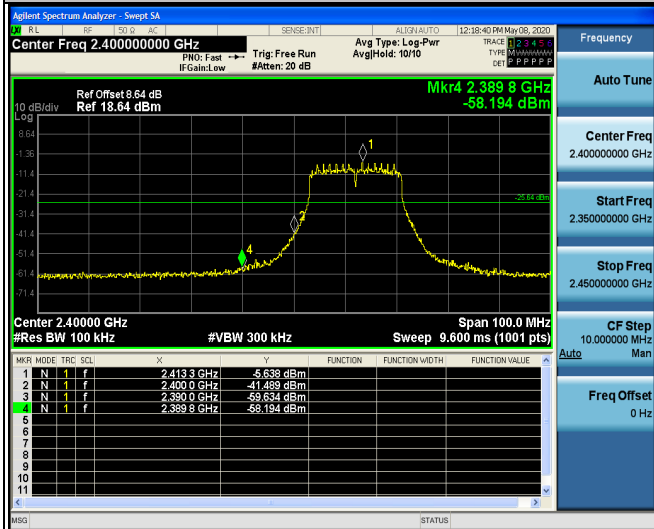 Agilent Spectrum Analyzer - Swept SA
LXI RL RF 50 Ω AC SENSE:INT ALIGN AUTO 12:18:40 PM May 08, 2020
Center Freq 2.400000000 GHz
PNO: Fast
IFGain:Low
Trig: Free Run
#Atten: 20 dB
Avg Type: Log-Pwr
Avg|Hold: 10/10
TRACE 1 2 3 4 5 6
TYPE MWWWWW
DET P P P P P P
Frequency
Mkr4 2.389 8 GHz
-58.194 dBm
Ref Offset 8.64 dB
10 dB/div Ref 18.64 dBm
Log
8.64
-1.36
-11.4
-21.4
-31.4
-41.4
-51.4
-61.4
-71.4
1
2
4
-25.64 dBm
Center 2.40000 GHz Span 100.0 MHz
#Res BW 100 kHz #VBW 300 kHz Sweep 9.600 ms (1001 pts)
MKR MODE TRC SCL X Y FUNCTION FUNCTION WIDTH FUNCTION VALUE
1 N 1 f 2.413 3 GHz -5.638 dBm
2 N 1 f 2.400 0 GHz -41.489 dBm
3 N 1 f 2.390 0 GHz -59.634 dBm
4 N 1 f 2.389 8 GHz -58.194 dBm
5
6
7
8
9
10
11
MSG STATUS
Auto Tune
Center Freq
2.400000000 GHz
Start Freq
2.350000000 GHz
Stop Freq
2.450000000 GHz
CF Step
10.000000 MHz
Auto Man
Freq Offset
0 Hz